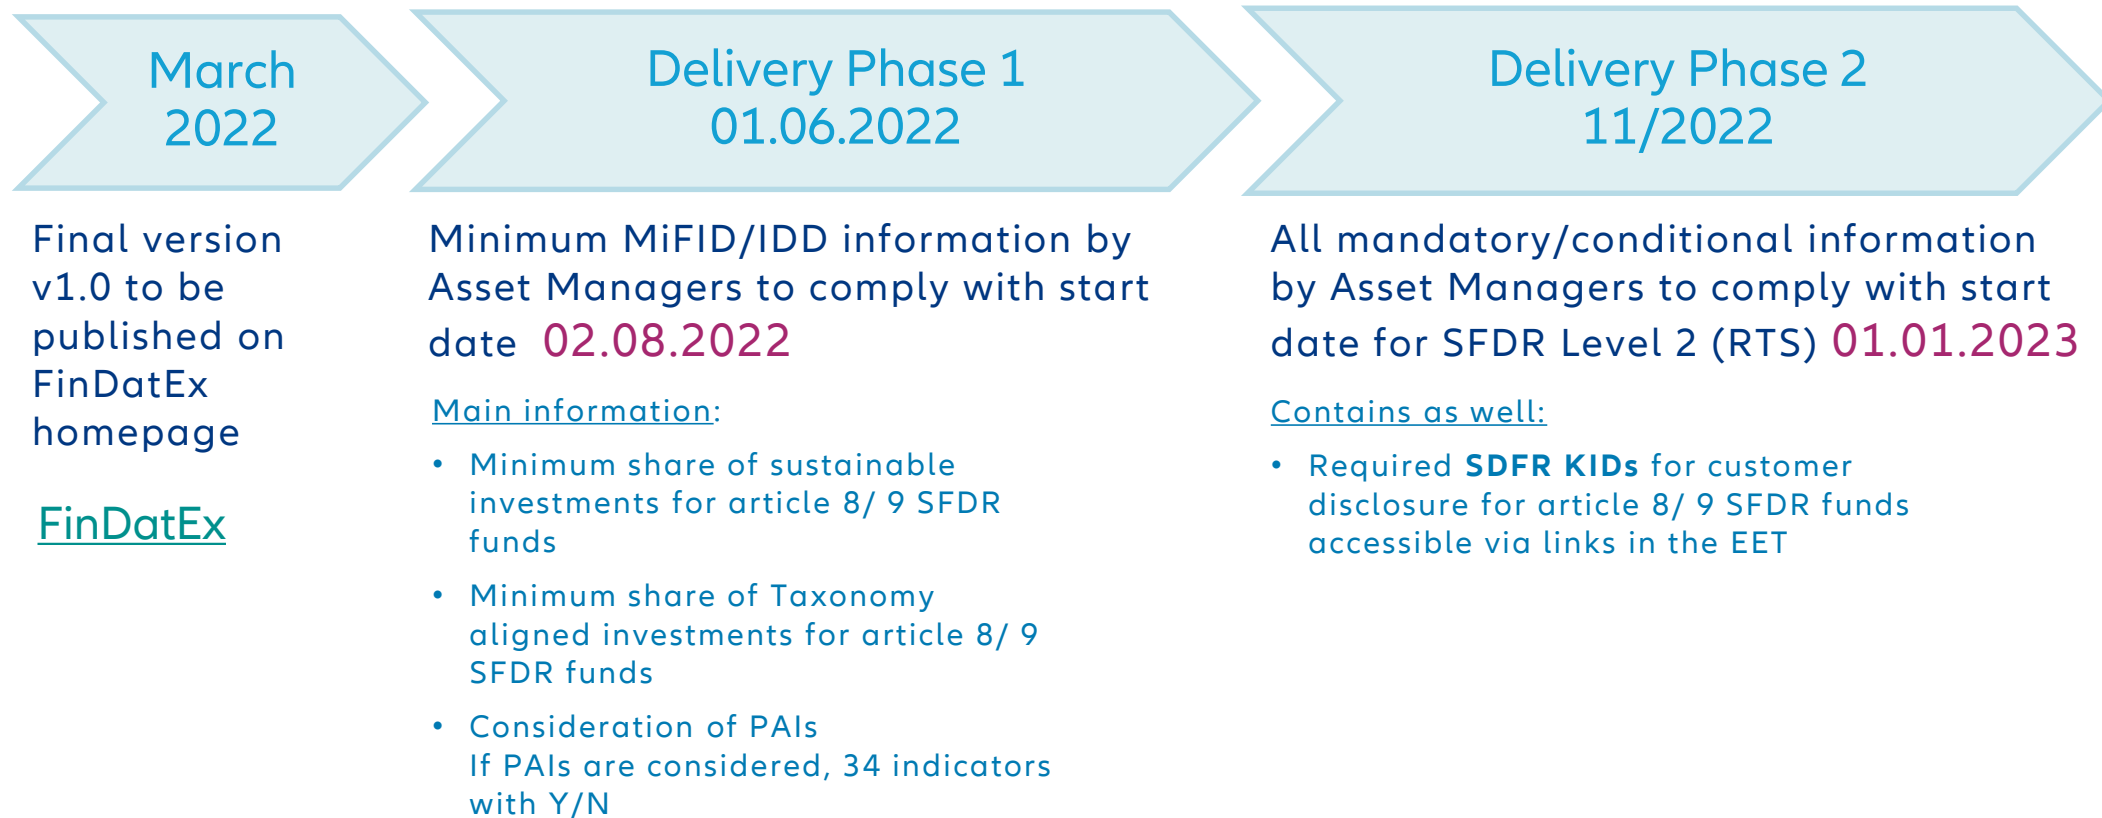 March
2022
Final version
v1.0 to be
published on
FinDatEx
homepage
FinDatEx
Delivery Phase 1
01.06.2022
Minimum MiFID/IDD information by
Asset Managers to comply with start
date 02.08.2022
Main information:
• Minimum share of sustainable
investments for article 8/ 9 SFDR
funds
• Minimum share of Taxonomy
aligned investments for article 8/ 9
SFDR funds
• Consideration of PAIs
If PAIs are considered, 34 indicators
with Y/N
Delivery Phase 2
11/2022
All mandatory/conditional information
by Asset Managers to comply with start
date for SFDR Level 2 (RTS) 01.01.2023
Contains as well:
• Required SDFR KIDs for customer
disclosure for article 8/ 9 SFDR funds
accessible via links in the EET